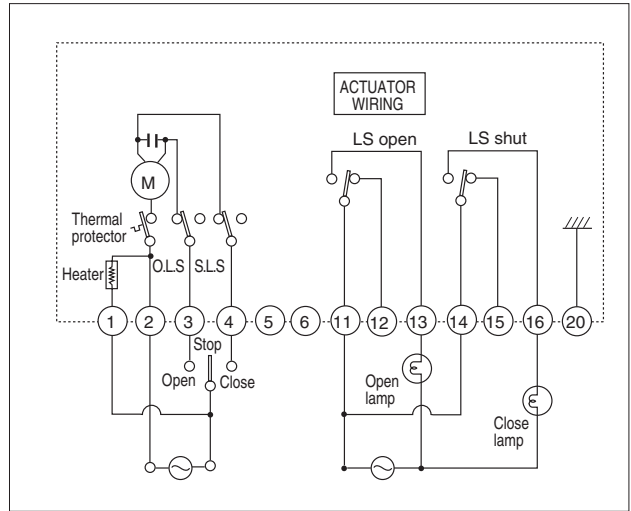 ACTUATOR
WIRING
LS open
LS shut
M
Thermal
protector
O.L.S
S.L.S
Heater
1
2
3
4
5
6
11
12
13
14
15
16
20
Stop
Open
Close
Open
lamp
Close
lamp